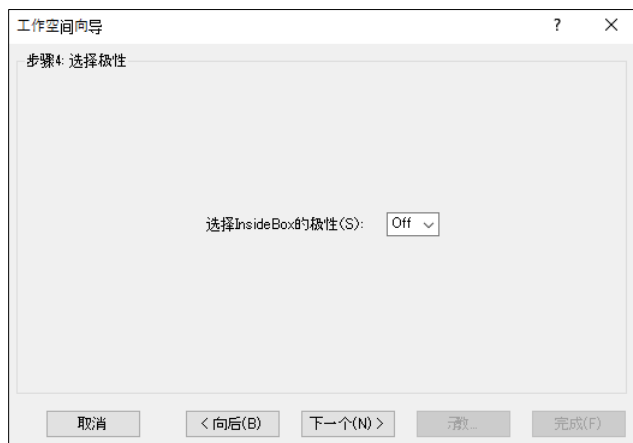 工作空间向导
步骤4: 选择极性
选择InsideBox的极性(S):
Off
取消
< 向后(B)
下一个(N) >
完成(F)